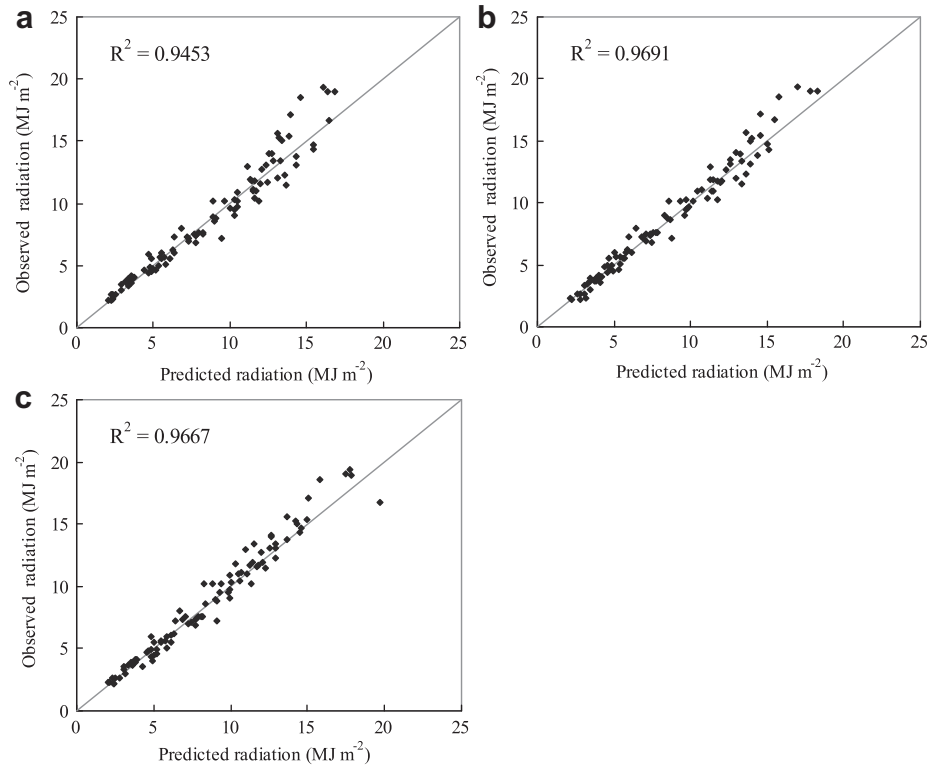 a
R² = 0.9453
Observed radiation (MJ m⁻²)
25
20
15
10
5
0
0 5 10 15 20 25
Predicted radiation (MJ m⁻²)
b
R² = 0.9691
Observed radiation (MJ m⁻²)
25
20
15
10
5
0
0 5 10 15 20 25
Predicted radiation (MJ m⁻²)
c
R² = 0.9667
Observed radiation (MJ m⁻²)
25
20
15
10
5
0
0 5 10 15 20 25
Predicted radiation (MJ m⁻²)